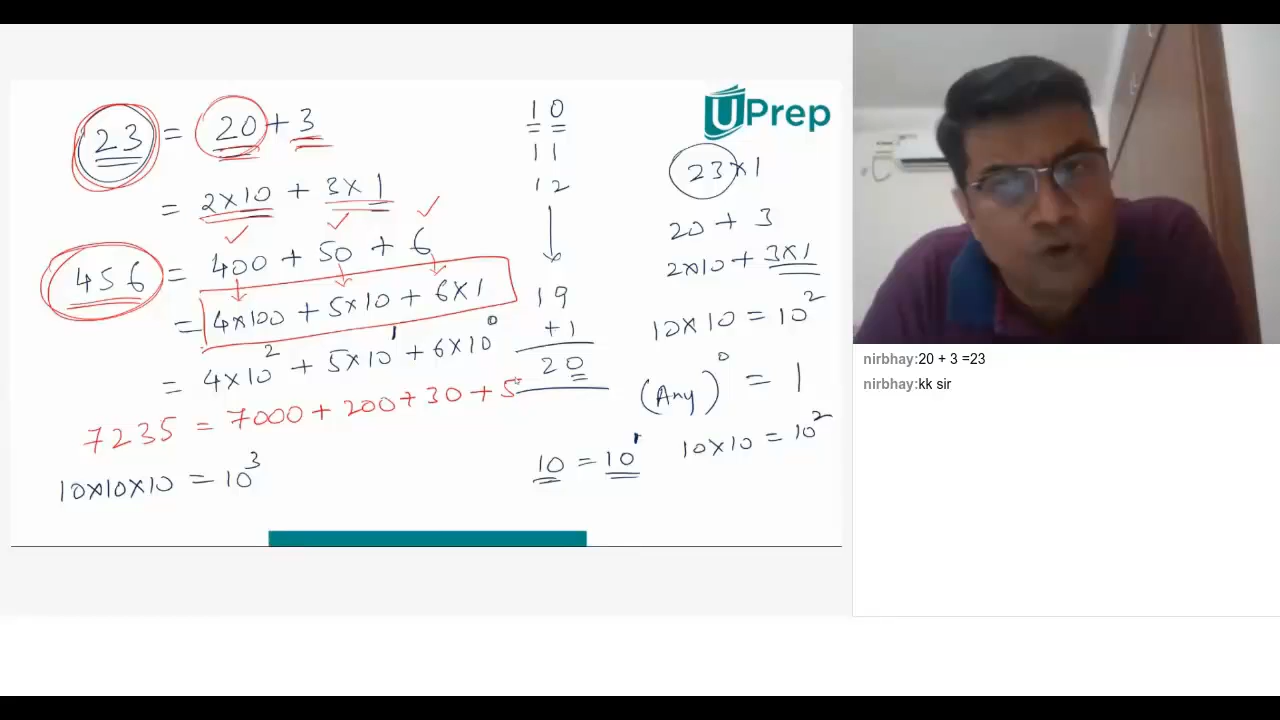 23 = 20 + 3
= 2×10 + 3×1
456 = 400 + 50 + 6
= 4×100 + 5×10 + 6×1
= 4×10² + 5×10¹ + 6×10⁰
7235 = 7000 + 200 + 30 + 5
10×10×10 = 10³
10
11
12
19
+1
20
10 = 10¹
UPrep
23×1
20 + 3
2×10 + 3×1
10×10 = 10²
(Any)⁰ = 1
10×10 = 10²
nirbhay:20 + 3 =23
nirbhay:kk sir